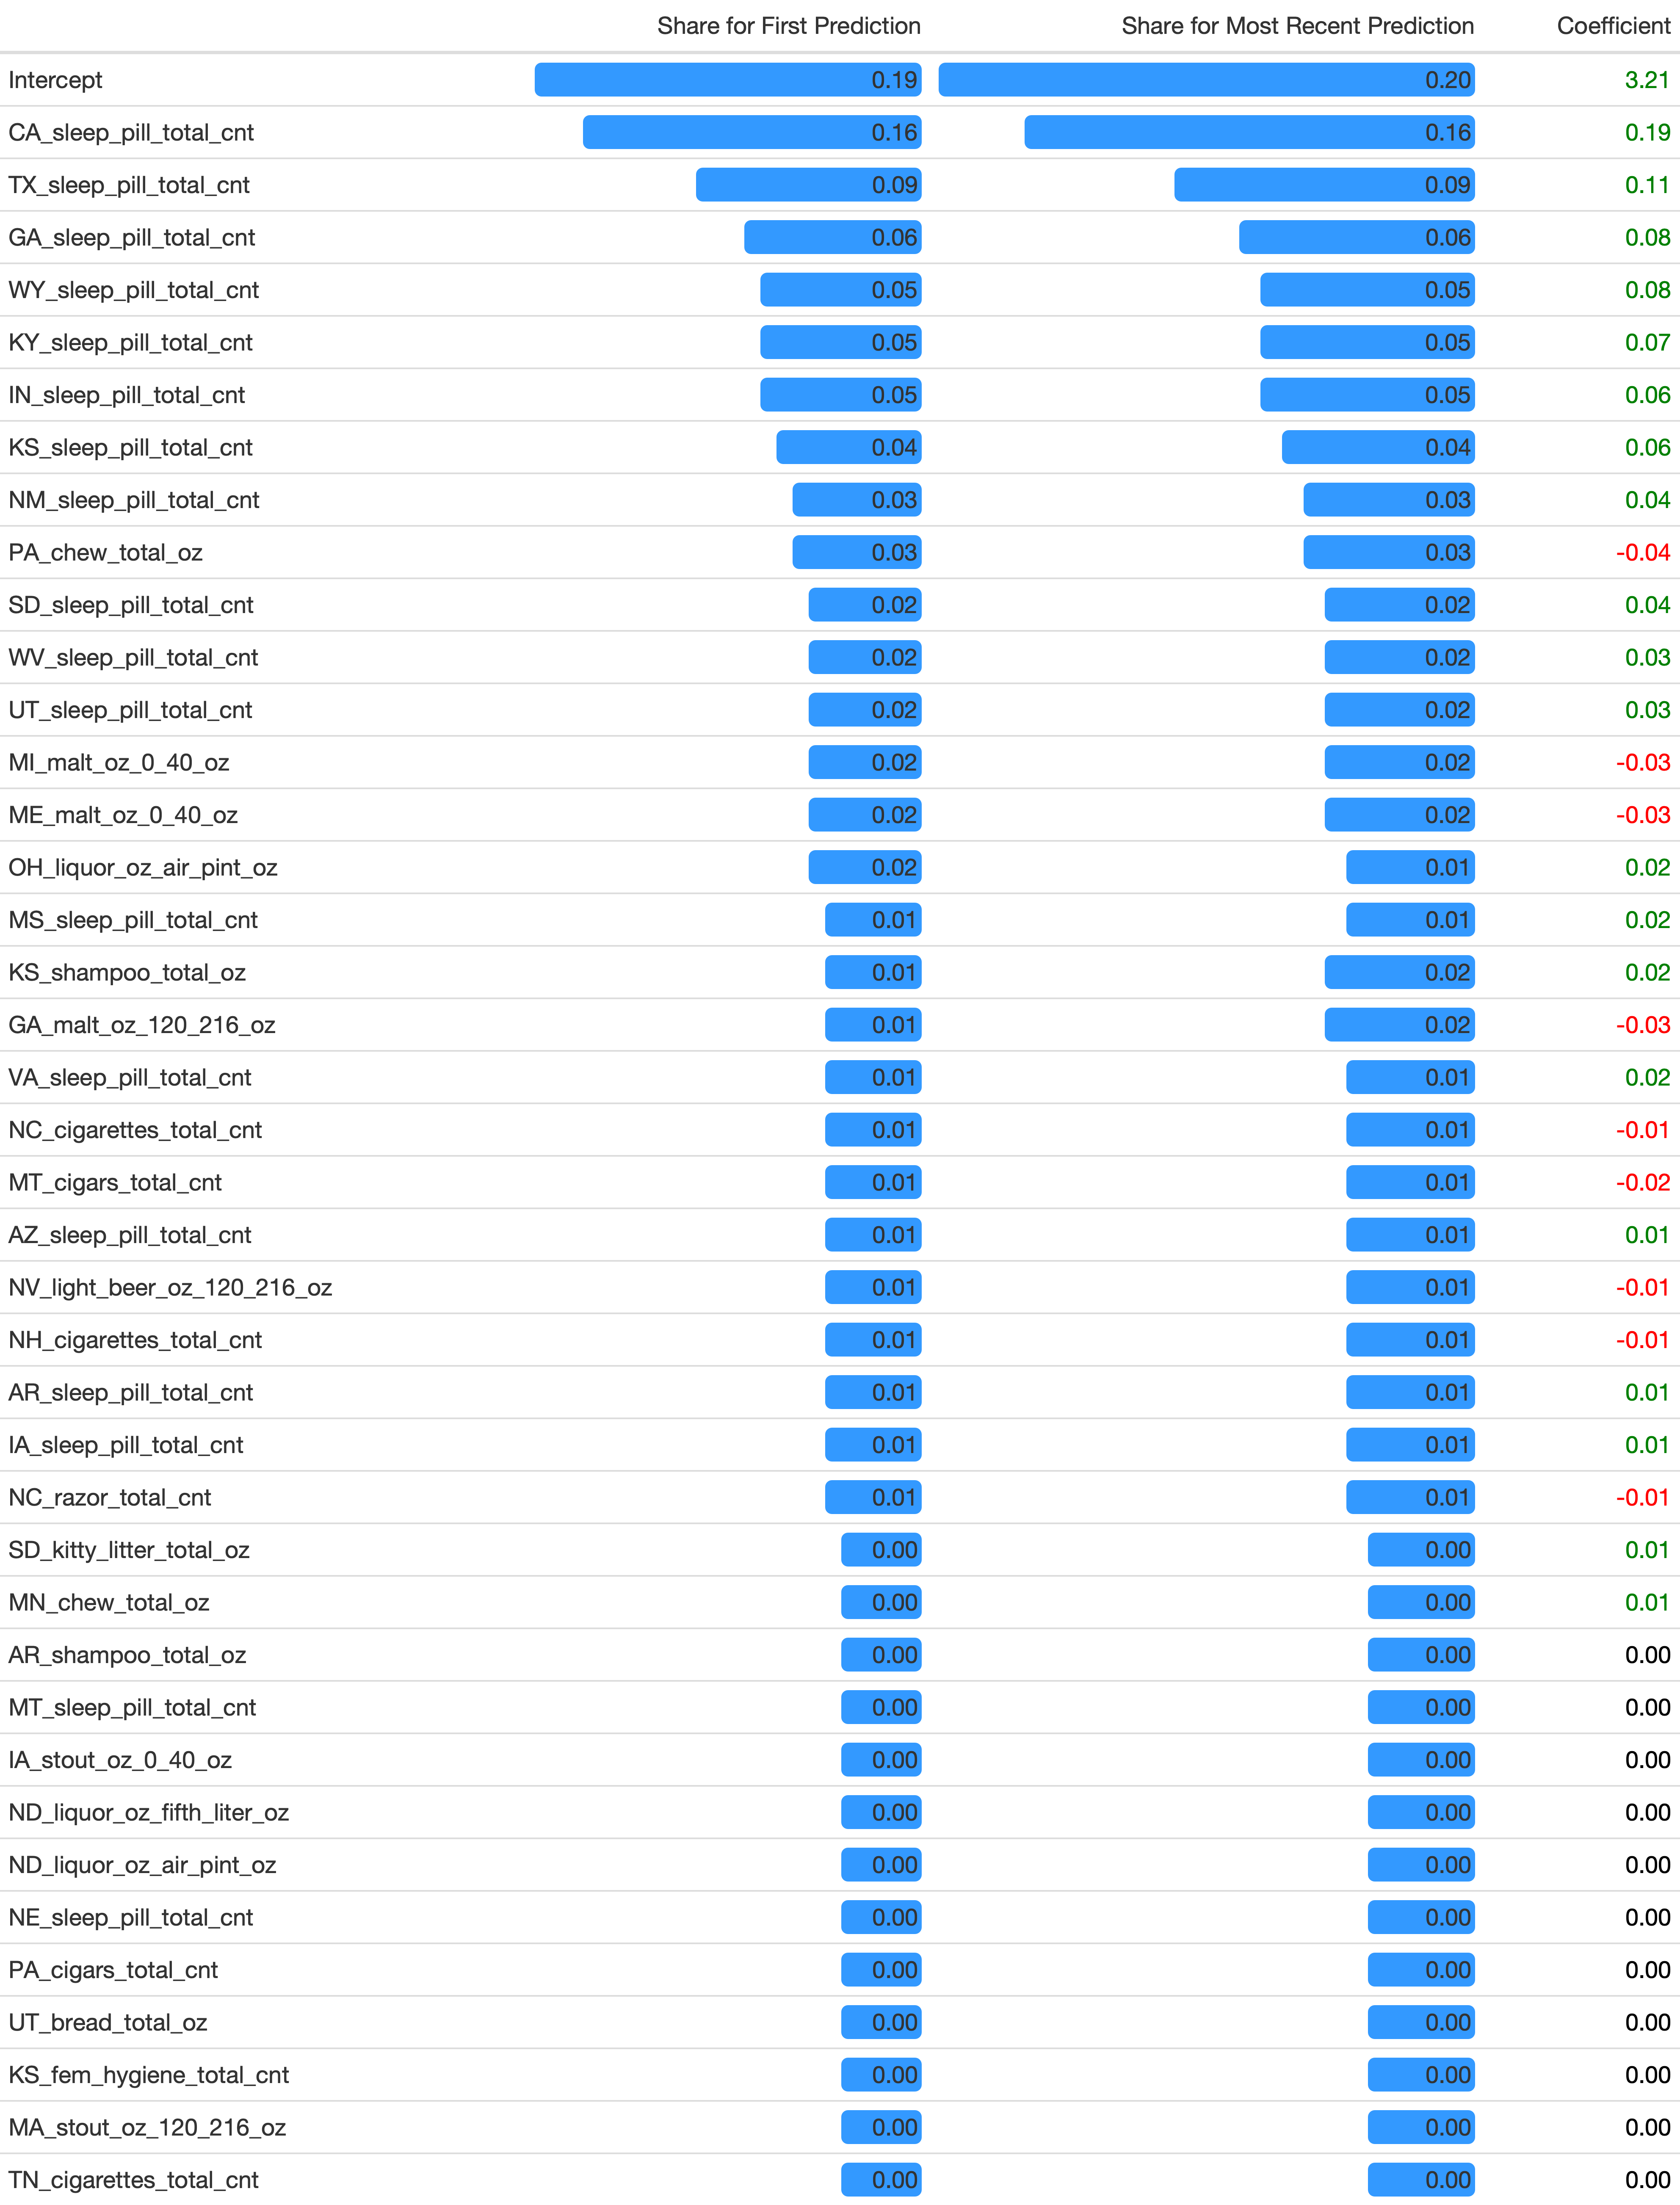 Share for First Prediction Share for Most Recent Prediction Coefficient
Intercept 0.19 0.20 3.21
CA_sleep_pill_total_cnt 0.16 0.16 0.19
TX_sleep_pill_total_cnt 0.09 0.09 0.11
GA_sleep_pill_total_cnt 0.06 0.06 0.08
WY_sleep_pill_total_cnt 0.05 0.05 0.08
KY_sleep_pill_total_cnt 0.05 0.05 0.07
IN_sleep_pill_total_cnt 0.05 0.05 0.06
KS_sleep_pill_total_cnt 0.04 0.04 0.06
NM_sleep_pill_total_cnt 0.03 0.03 0.04
PA_chew_total_oz 0.03 0.03 -0.04
SD_sleep_pill_total_cnt 0.02 0.02 0.04
WV_sleep_pill_total_cnt 0.02 0.02 0.03
UT_sleep_pill_total_cnt 0.02 0.02 0.03
MI_malt_oz_0_40_oz 0.02 0.02 -0.03
ME_malt_oz_0_40_oz 0.02 0.02 -0.03
OH_liquor_oz_air_pint_oz 0.02 0.01 0.02
MS_sleep_pill_total_cnt 0.01 0.01 0.02
KS_shampoo_total_oz 0.01 0.02 0.02
GA_malt_oz_120_216_oz 0.01 0.02 -0.03
VA_sleep_pill_total_cnt 0.01 0.01 0.02
NC_cigarettes_total_cnt 0.01 0.01 -0.01
MT_cigars_total_cnt 0.01 0.01 -0.02
AZ_sleep_pill_total_cnt 0.01 0.01 0.01
NV_light_beer_oz_120_216_oz 0.01 0.01 -0.01
NH_cigarettes_total_cnt 0.01 0.01 -0.01
AR_sleep_pill_total_cnt 0.01 0.01 0.01
IA_sleep_pill_total_cnt 0.01 0.01 0.01
NC_razor_total_cnt 0.01 0.01 -0.01
SD_kitty_litter_total_oz 0.00 0.00 0.01
MN_chew_total_oz 0.00 0.00 0.01
AR_shampoo_total_oz 0.00 0.00 0.00
MT_sleep_pill_total_cnt 0.00 0.00 0.00
IA_stout_oz_0_40_oz 0.00 0.00 0.00
ND_liquor_oz_fifth_liter_oz 0.00 0.00 0.00
ND_liquor_oz_air_pint_oz 0.00 0.00 0.00
NE_sleep_pill_total_cnt 0.00 0.00 0.00
PA_cigars_total_cnt 0.00 0.00 0.00
UT_bread_total_oz 0.00 0.00 0.00
KS_fem_hygiene_total_cnt 0.00 0.00 0.00
MA_stout_oz_120_216_oz 0.00 0.00 0.00
TN_cigarettes_total_cnt 0.00 0.00 0.00